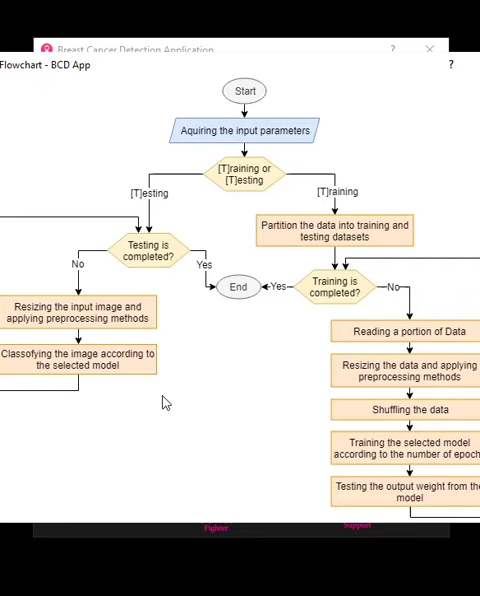 Breast Cancer Detection Application
?
Flowchart - BCD App
?
Start
Aquiring the input parameters
[T]raining or
[T]esting
[T]esting
[T]raining
Partition the data into training and
testing datasets
Testing is
completed?
No
Yes
End
Yes
Training is
completed?
No
Resizing the input image and
applying preprocessing methods
Classofying the image according to
the selected model
Reading a portion of Data
Resizing the data and applying
preprocessing methods
Shuffling the data
Training the selected model
according to the number of epoch
Testing the output weight from the
model
Fighter
Support